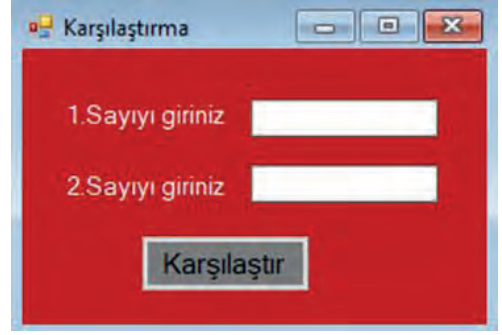 Karşılaştırma
1.Sayıyı giriniz
2.Sayıyı giriniz
Karşılaştır